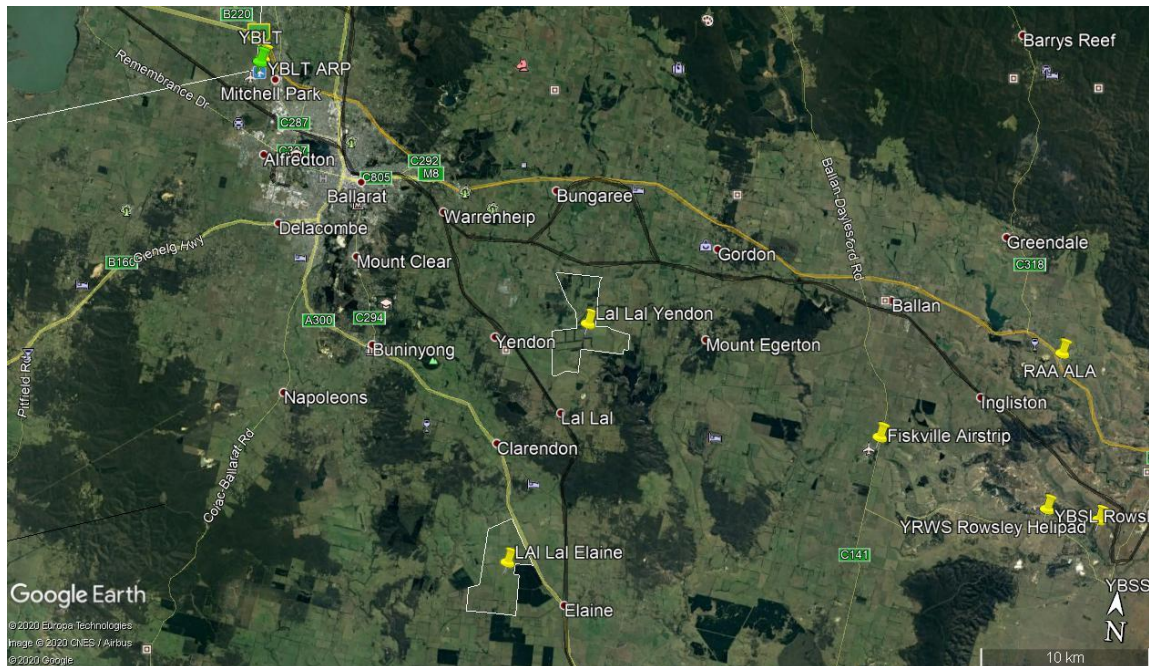 B220
YBLT
YBLT ARP
Mitchell Park
Remembrance Dr
C287
Alfredton
C292
M8
C805
Ballarat
Bungaree
Warrenheip
Delacombe
Glenelg Hwy
B160
Mount Clear
Barrys Reef
Ballan Daylesford Rd
Greendale
C318
Gordon
Ballan
A300
C294
Lal Lal Yendon
Yendon
Buninyong
Mount Egerton
RAA ALA
Pitfield Rd
Napoleons
Ingliston
Lal Lal
Clarendon
Fiskville Airstrip
Colac-Ballarat Rd
YBSL Rowsl
YRWS Rowsley Helipad
LAl Lal Elaine
C141
YBSS
Elaine
Google Earth
N
©2020 Europa Technologies
Image © 2020 CNES / Airbus
©2020 Google
10 km